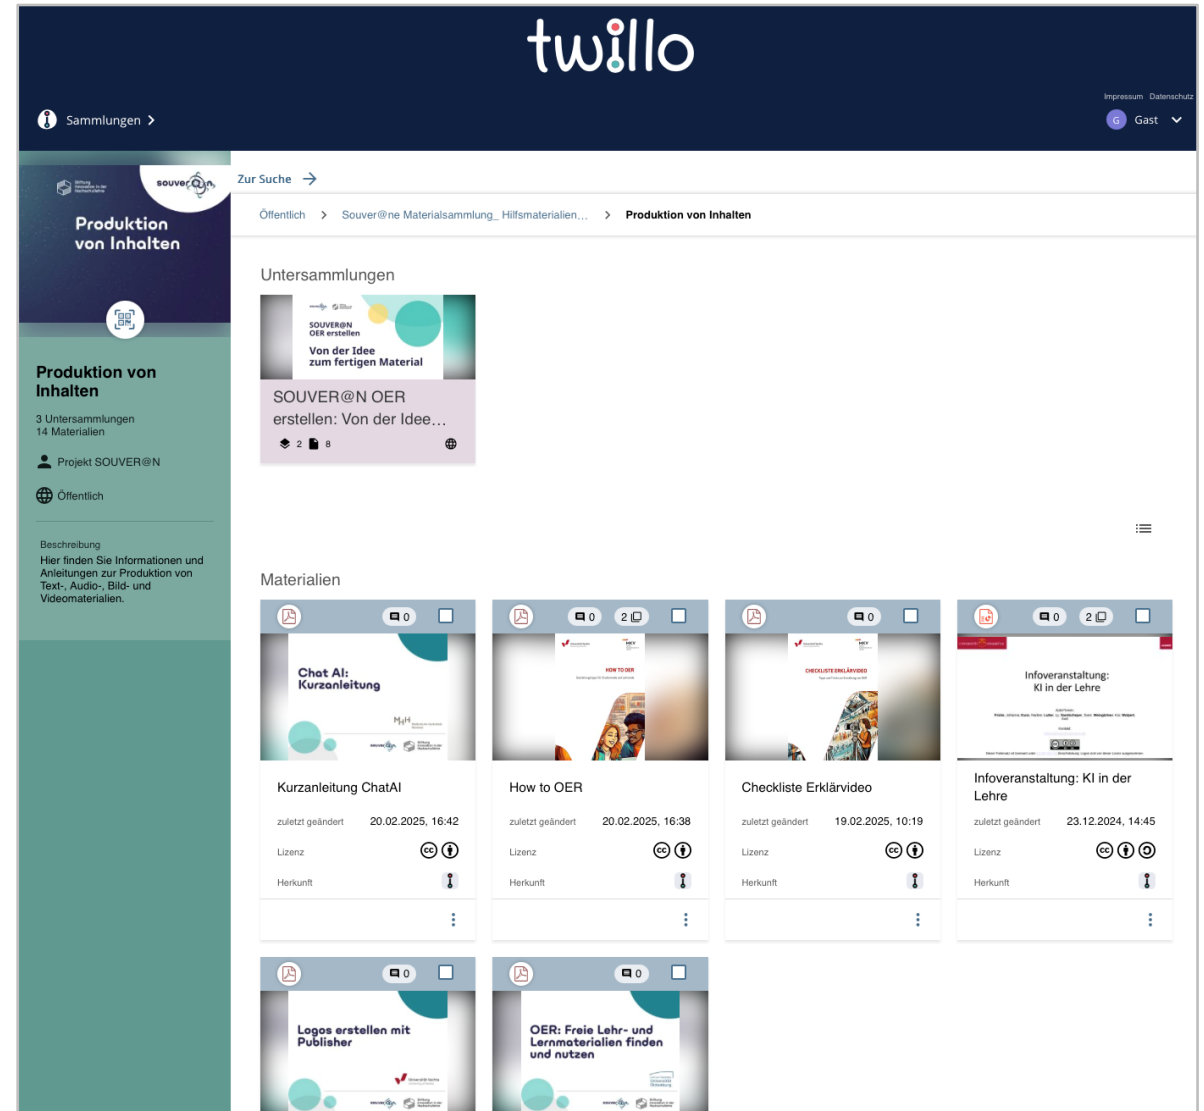 twillo
Impressum Datenschutz
Sammlungen
G Gast
souver@n
Produktion
von Inhalten
Zur Suche
Öffentlich > Souver@ne Materialsammlung_ Hilfsmaterialien... > Produktion von Inhalten
Untersammlungen
SOUVER@N
OER erstellen
Von der Idee
zum fertigen Material
SOUVER@N OER
erstellen: Von der Idee...
2 8
Produktion von
Inhalten
3 Untersammlungen
14 Materialien
Projekt SOUVER@N
Öffentlich
Beschreibung
Hier finden Sie Informationen und
Anleitungen zur Produktion von
Text-, Audio-, Bild- und
Videomaterialien.
Materialien
0
Chat AI:
Kurzanleitung
MHH
Kurzanleitung ChatAI
zuletzt geändert 20.02.2025, 16:42
Lizenz
Herkunft
0 2
HOW TO OER
How to OER
zuletzt geändert 20.02.2025, 16:38
Lizenz
Herkunft
0
CHECKLISTE ERKLÄRVIDEO
Checkliste Erklärvideo
zuletzt geändert 19.02.2025, 10:19
Lizenz
Herkunft
0 2
Infoveranstaltung:
KI in der Lehre
Infoveranstaltung: KI in der
Lehre
zuletzt geändert 23.12.2024, 14:45
Lizenz
Herkunft
0
Logos erstellen mit
Publisher
0
OER: Freie Lehr- und
Lernmaterialien finden
und nutzen